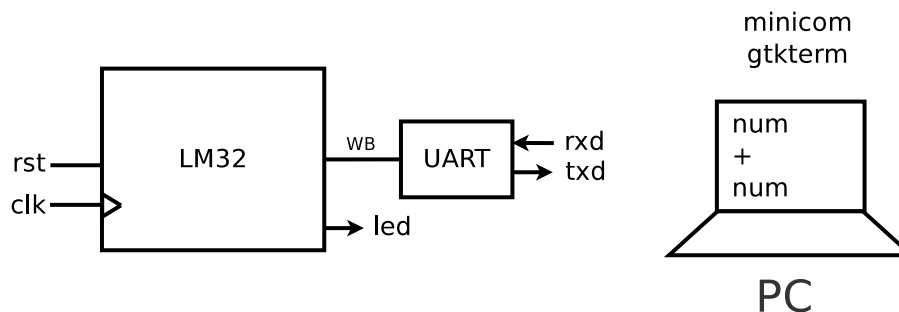 rst
clk
LM32
WB
led
UART
rxd
txd
minicom
gtkterm
num
+
num
PC